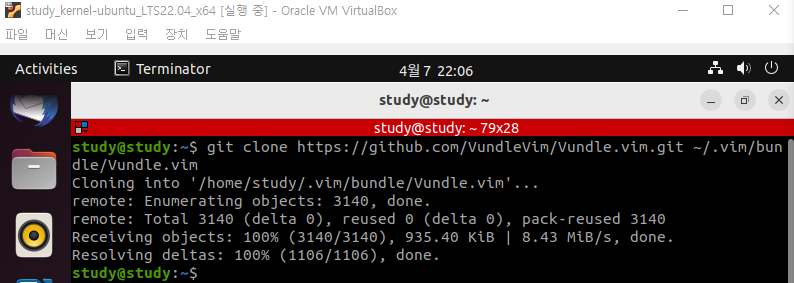 study_kernel-ubuntu_LTS22.04_x64 [실행 중] - Oracle VM VirtualBox
파일 머신 보기 입력 장치 도움말
Activities Terminator 4월 7 22:06
study@study: ~
study@study: ~ 79x28
study@study:~$ git clone https://github.com/VundleVim/Vundle.vim.git ~/.vim/bun
dle/Vundle.vim
Cloning into '/home/study/.vim/bundle/Vundle.vim'...
remote: Enumerating objects: 3140, done.
remote: Total 3140 (delta 0), reused 0 (delta 0), pack-reused 3140
Receiving objects: 100% (3140/3140), 935.40 KiB | 8.43 MiB/s, done.
Resolving deltas: 100% (1106/1106), done.
study@study:~$